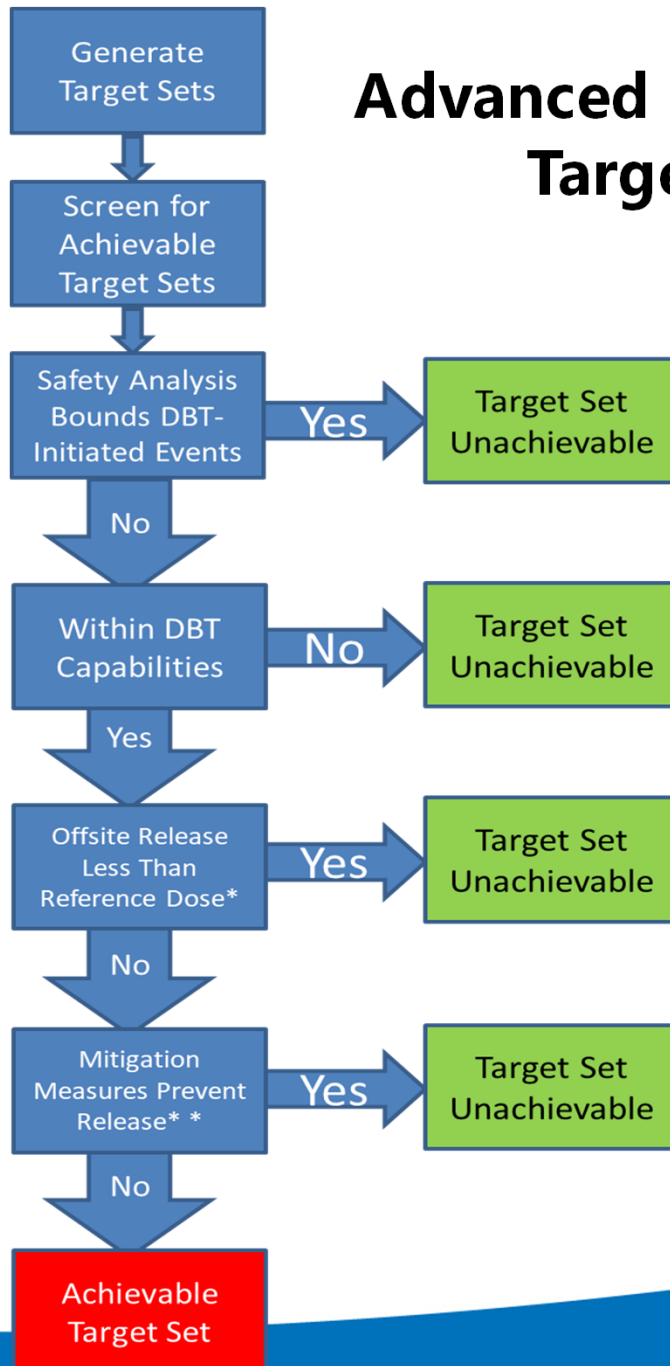 Generate
Target Sets
Advanced
Screen for
Achievable
Target Sets
Safety Analysis
Bounds DBT-
Initiated Events
Yes
Target Set
Unachievable
No
Within DBT
Capabilities
No
Target Set
Unachievable
Yes
Offsite Release
Less Than
Reference Dose*
Yes
Target Set
Unachievable
No
Mitigation
Measures Prevent
Release* *
Yes
Target Set
Unachievable
No
Achievable
Target Set